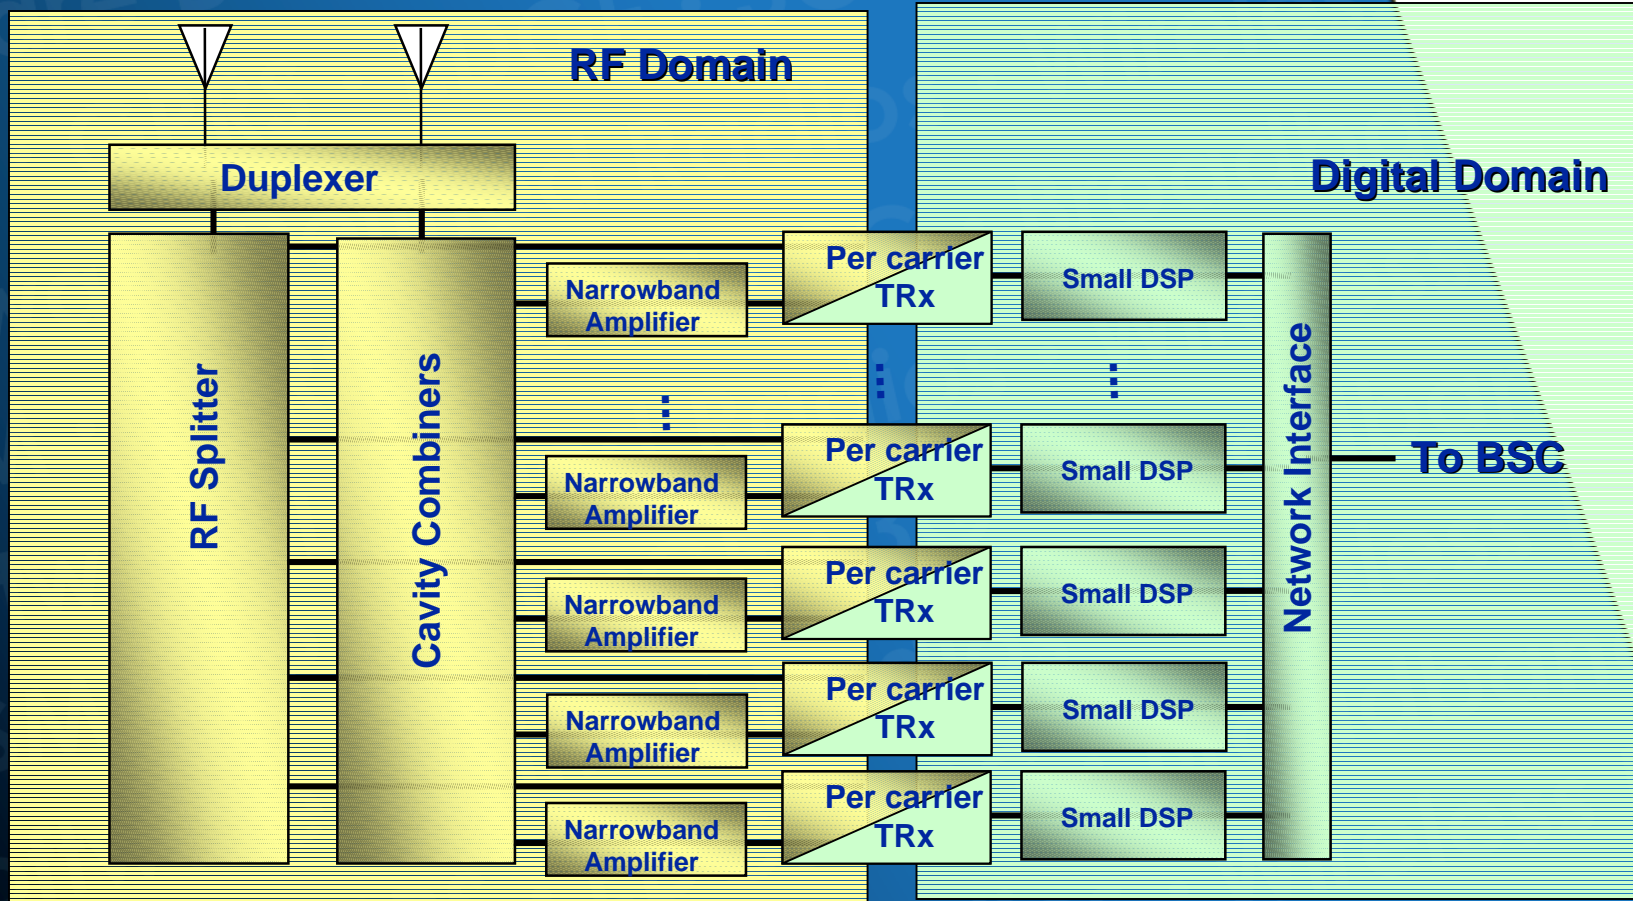 RF Domain
Duplexer
Digital Domain
RF Splitter
Cavity Combiners
Narrowband
Amplifier
Per carrier
TRx
Small DSP
Narrowband
Amplifier
Per carrier
TRx
Small DSP
Narrowband
Amplifier
Per carrier
TRx
Small DSP
Narrowband
Amplifier
Per carrier
TRx
Small DSP
Narrowband
Amplifier
Per carrier
TRx
Small DSP
Network Interface
To BSC